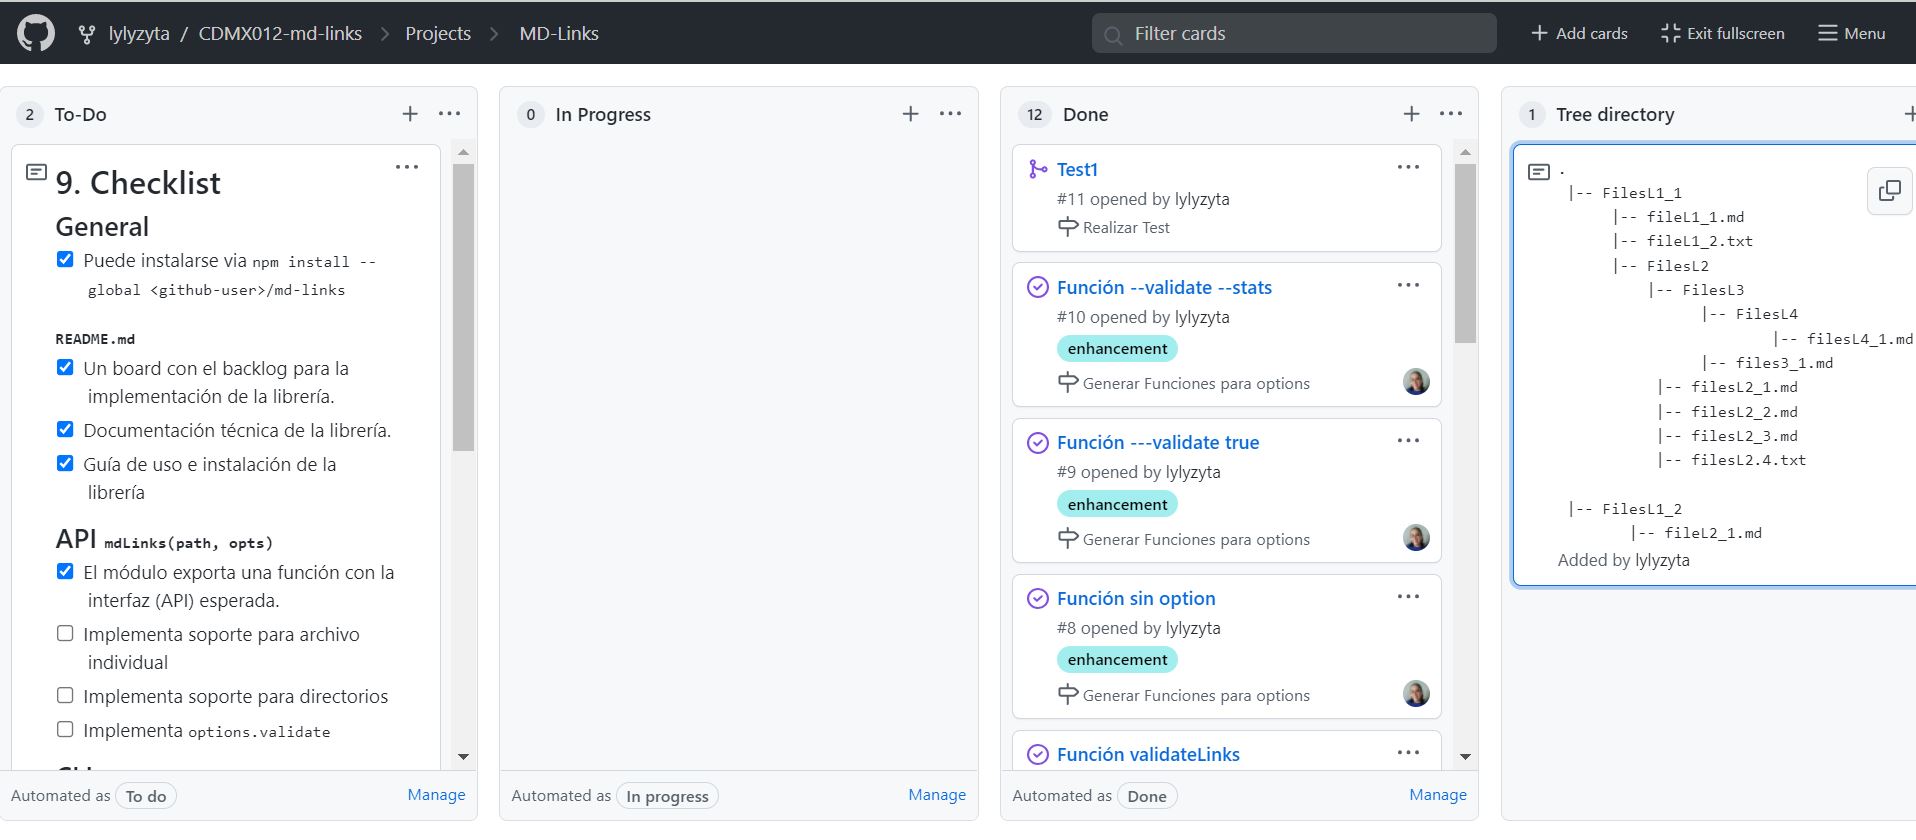 lylyzyta / CDMX012-md-links > Projects > MD-Links
Filter cards
+ Add cards
Exit fullscreen
Menu
2 To-Do
9. Checklist
General
Puede instalarse via npm install --
global <github-user>/md-links
README.md
Un board con el backlog para la
implementación de la librería.
Documentación técnica de la librería.
Guía de uso e instalación de la
librería
API mdLinks(path, opts)
El módulo exporta una función con la
interfaz (API) esperada.
Implementa soporte para archivo
individual
Implementa soporte para directorios
Implementa options.validate
Automated as To do
Manage
0 In Progress
Automated as In progress
Manage
12 Done
Test1
#11 opened by lylyzyta
Realizar Test
Función --validate --stats
#10 opened by lylyzyta
enhancement
Generar Funciones para options
Función ---validate true
#9 opened by lylyzyta
enhancement
Generar Funciones para options
Función sin option
#8 opened by lylyzyta
enhancement
Generar Funciones para options
Función validateLinks
Automated as Done
Manage
1 Tree directory
.
|-- FilesL1_1
|-- fileL1_1.md
|-- fileL1_2.txt
|-- FilesL2
|-- FilesL3
|-- FilesL4
|-- filesL4_1.md
|-- files3_1.md
|-- filesL2_1.md
|-- filesL2_2.md
|-- filesL2_3.md
|-- filesL2.4.txt
|-- FilesL1_2
|-- fileL2_1.md
Added by lylyzyta